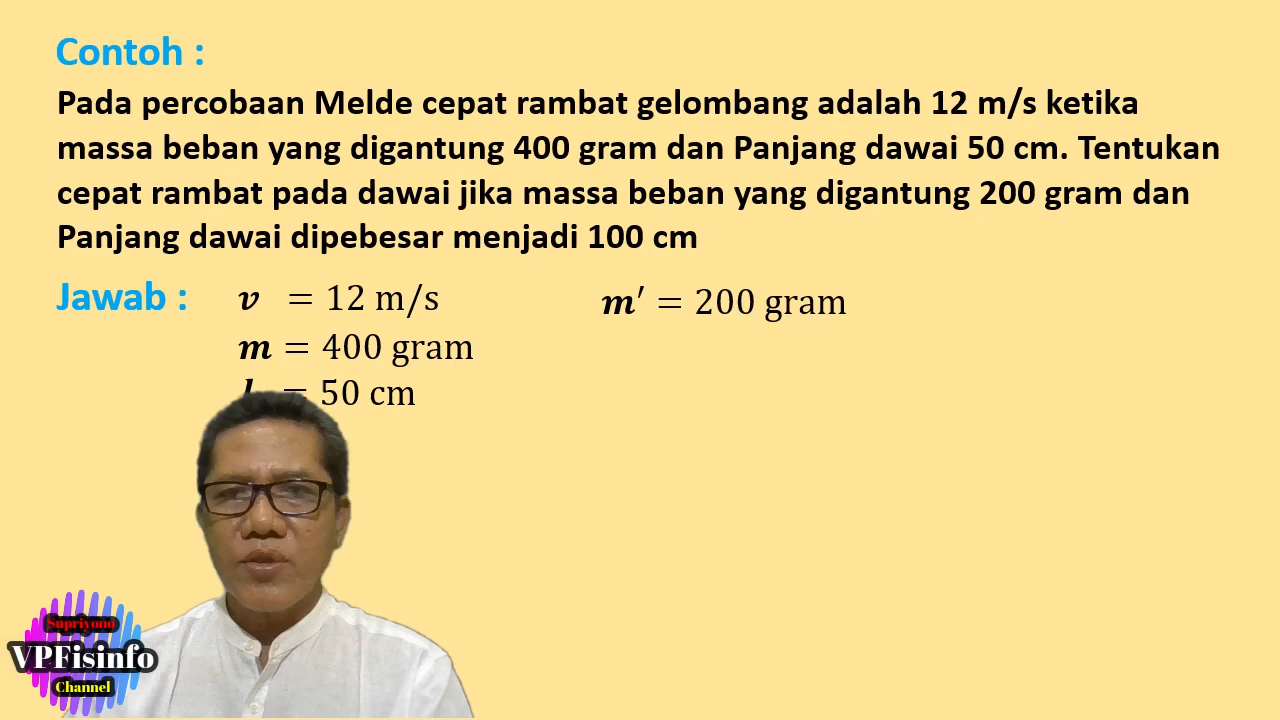 Contoh :
Pada percobaan Melde cepat rambat gelombang adalah 12 m/s ketika
massa beban yang digantung 400 gram dan Panjang dawai 50 cm. Tentukan
cepat rambat pada dawai jika massa beban yang digantung 200 gram dan
Panjang dawai dipebesar menjadi 100 cm
Jawab : v = 12 m/s m′ = 200 gram
m = 400 gram
l = 50 cm
Supriyono
VPFisinfo
Channel